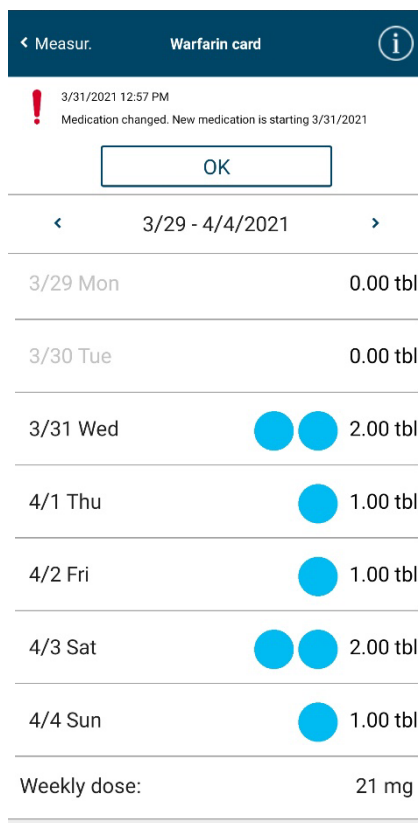 Measur. Warfarin card i
3/31/2021 12:57 PM
Medication changed. New medication is starting 3/31/2021
OK
3/29 - 4/4/2021
3/29 Mon 0.00 tbl
3/30 Tue 0.00 tbl
3/31 Wed 2.00 tbl
4/1 Thu 1.00 tbl
4/2 Fri 1.00 tbl
4/3 Sat 2.00 tbl
4/4 Sun 1.00 tbl
Weekly dose: 21 mg